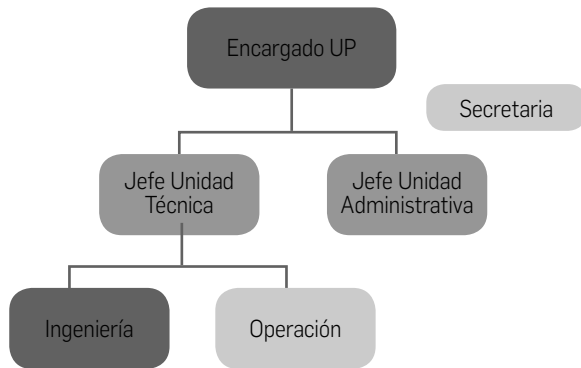 Encargado UP
Secretaria
Jefe Unidad
Técnica
Jefe Unidad
Administrativa
Ingeniería
Operación